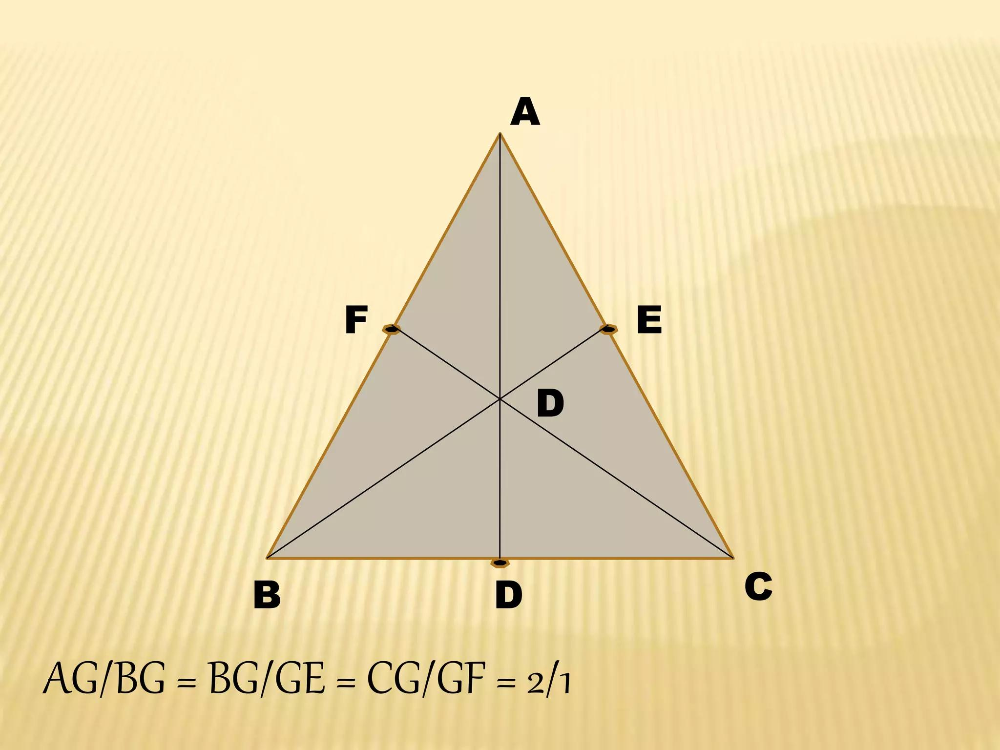 A
F
E
D
B
D
C
AG/BG = BG/GE = CG/GF = 2/1